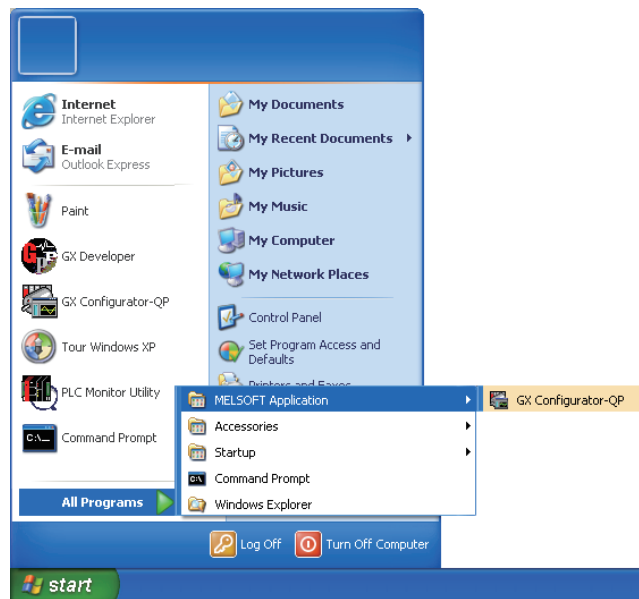 Internet
Internet Explorer
E-mail
Outlook Express
Paint
GX Developer
GX Configurator-QP
Tour Windows XP
PLC Monitor Utility
Command Prompt
All Programs
My Documents
My Recent Documents
My Pictures
My Music
My Computer
My Network Places
Control Panel
Set Program Access and
Defaults
Printers and Faxes
MELSOFT Application
Accessories
Startup
Command Prompt
Windows Explorer
GX Configurator-QP
Log Off
Turn Off Computer
start